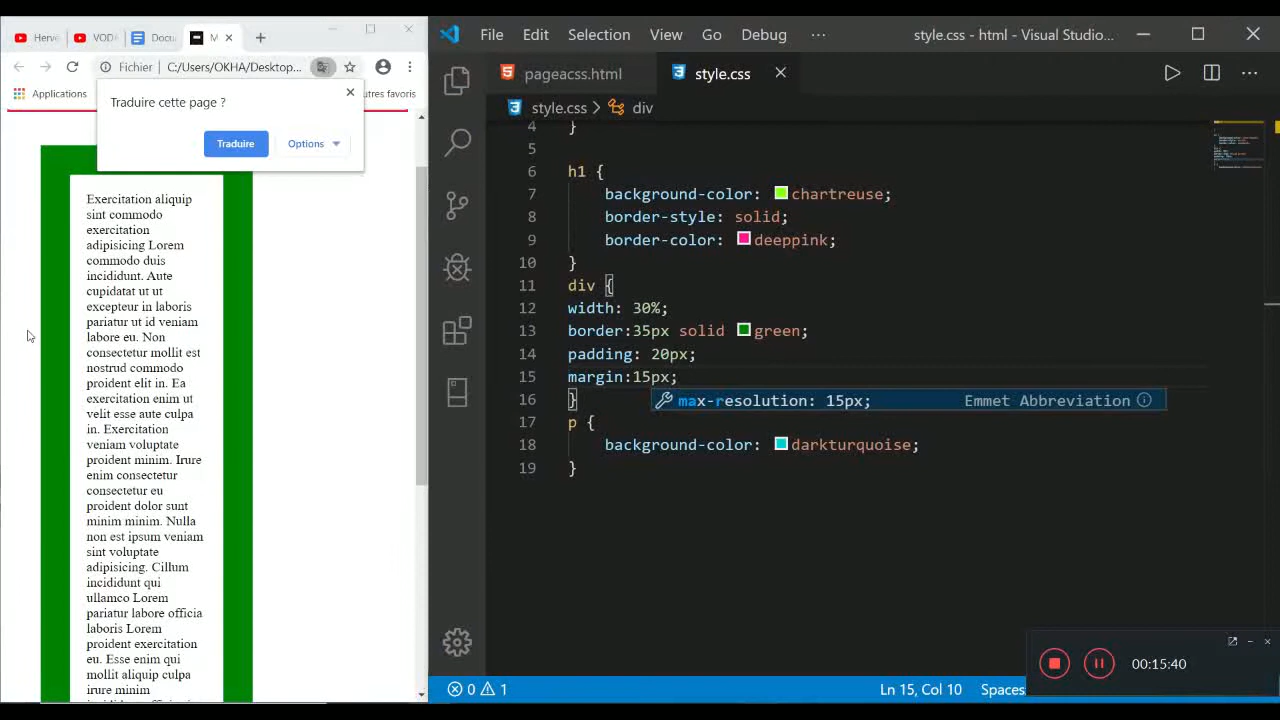 Herve
VOD
Docu
M
Fichier
C:/Users/OKHA/Desktop...
Applications
utres favoris
Traduire cette page ?
Traduire
Options
Exercitation aliquip
sint commodo
exercitation
adipisicing Lorem
commodo duis
incididunt. Aute
cupidatat ut ut
excepteur in laboris
pariatur ut id veniam
labore eu. Non
consectetur mollit est
nostrud commodo
proident elit in. Ea
exercitation enim ut
velit esse aute culpa
in. Exercitation
veniam voluptate
proident minim. Irure
enim consectetur
consectetur eu
proident dolor sunt
minim minim. Nulla
non est ipsum veniam
sint voluptate
adipisicing. Cillum
incididunt qui
ullamco Lorem
pariatur labore officia
laboris Lorem
proident exercitation
eu. Esse enim qui
mollit aliquip culpa
irure minim
File Edit Selection View Go Debug ···
style.css - html - Visual Studio...
pageacss.html
style.css
style.css > div
4 }
5
6 h1 {
7 background-color: chartreuse;
8 border-style: solid;
9 border-color: deeppink;
10 }
11 div {
12 width: 30%;
13 border:35px solid green;
14 padding: 20px;
15 margin:15px;
16 }
max-resolution: 15px; Emmet Abbreviation
17 p {
18 background-color: darkturquoise;
19 }
00:15:40
0 1
Ln 15, Col 10
Spaces: